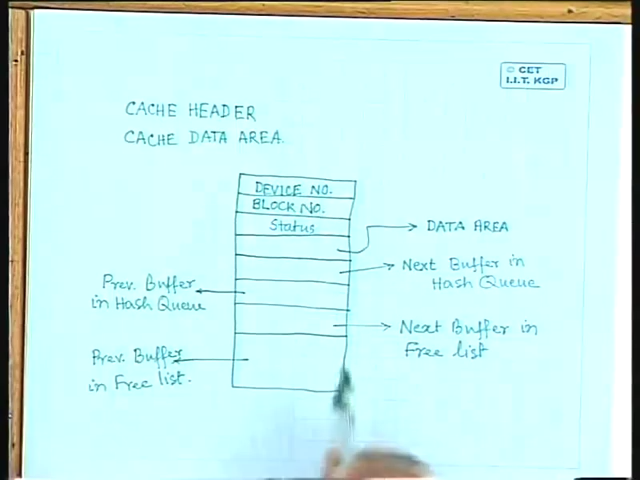 © CET
I.I.T. KGP
CACHE HEADER
CACHE DATA AREA.
DEVICE NO.
BLOCK NO.
Status
DATA AREA
Next Buffer in
Hash Queue
Prev. Buffer
in Hash Queue
Next Buffer in
Free list
Prev. Buffer
in Free list.